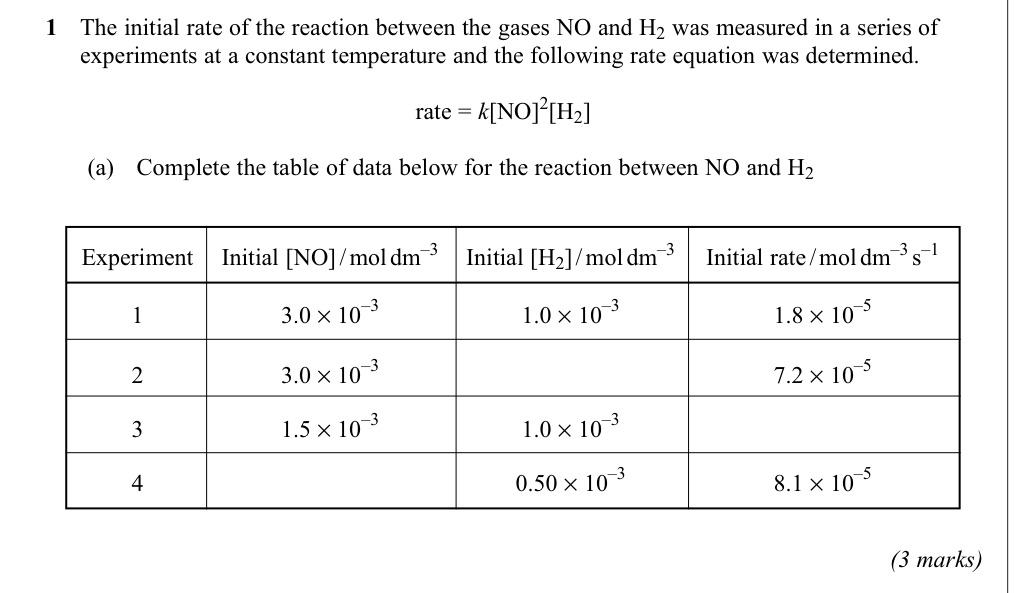 1 The initial rate of the reaction between the gases NO and H₂ was measured in a series of
experiments at a constant temperature and the following rate equation was determined.
rate = k[NO]²[H₂]
(a) Complete the table of data below for the reaction between NO and H₂
Experiment Initial [NO]/mol dm⁻³ Initial [H₂]/mol dm⁻³ Initial rate/mol dm⁻³ s⁻¹
1 3.0 × 10⁻³ 1.0 × 10⁻³ 1.8 × 10⁻⁵
2 3.0 × 10⁻³ 7.2 × 10⁻⁵
3 1.5 × 10⁻³ 1.0 × 10⁻³
4 0.50 × 10⁻³ 8.1 × 10⁻⁵
(3 marks)